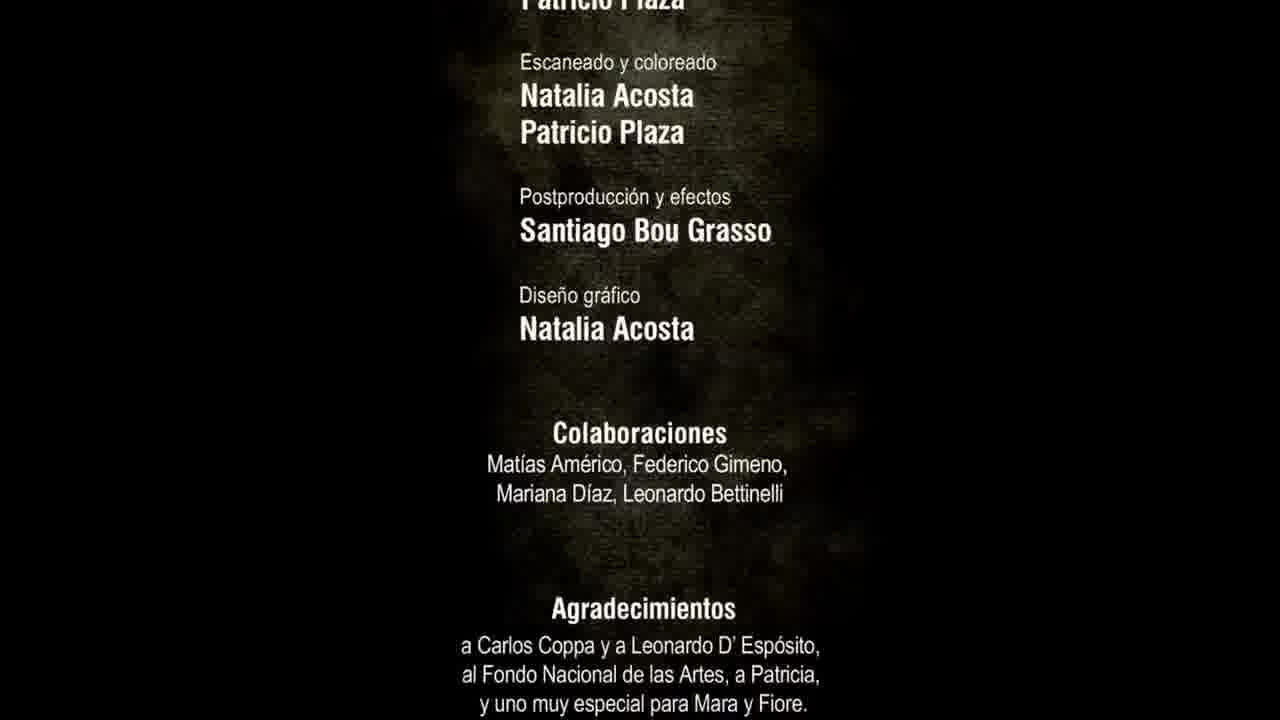 Patricio Plaza
Escaneado y coloreado
Natalia Acosta
Patricio Plaza
Postproducción y efectos
Santiago Bou Grasso
Diseño gráfico
Natalia Acosta
Colaboraciones
Matías Américo, Federico Gimeno,
Mariana Díaz, Leonardo Bettinelli
Agradecimientos
a Carlos Coppa y a Leonardo D' Espósito,
al Fondo Nacional de las Artes, a Patricia,
y uno muy especial para Mara y Fiore.